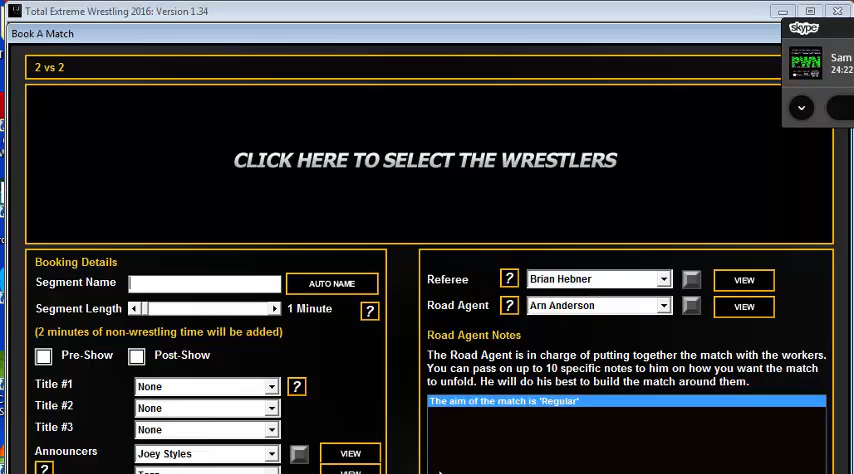 Total Extreme Wrestling 2016: Version 1.34
Book A Match
skype
2 vs 2
PWN
Sam
24:22
CLICK HERE TO SELECT THE WRESTLERS
Booking Details
Segment Name
AUTO NAME
Segment Length
1 Minute
?
(2 minutes of non-wrestling time will be added)
Pre-Show
Post-Show
Title #1
None
?
Title #2
None
Title #3
None
Announcers
Joey Styles
VIEW
?
VIEW
Referee
?
Brian Hebner
VIEW
Road Agent
?
Arn Anderson
VIEW
Road Agent Notes
The Road Agent is in charge of putting together the match with the workers.
You can pass on up to 10 specific notes to him on how you want the match
to unfold. He will do his best to build the match around them.
The aim of the match is 'Regular'